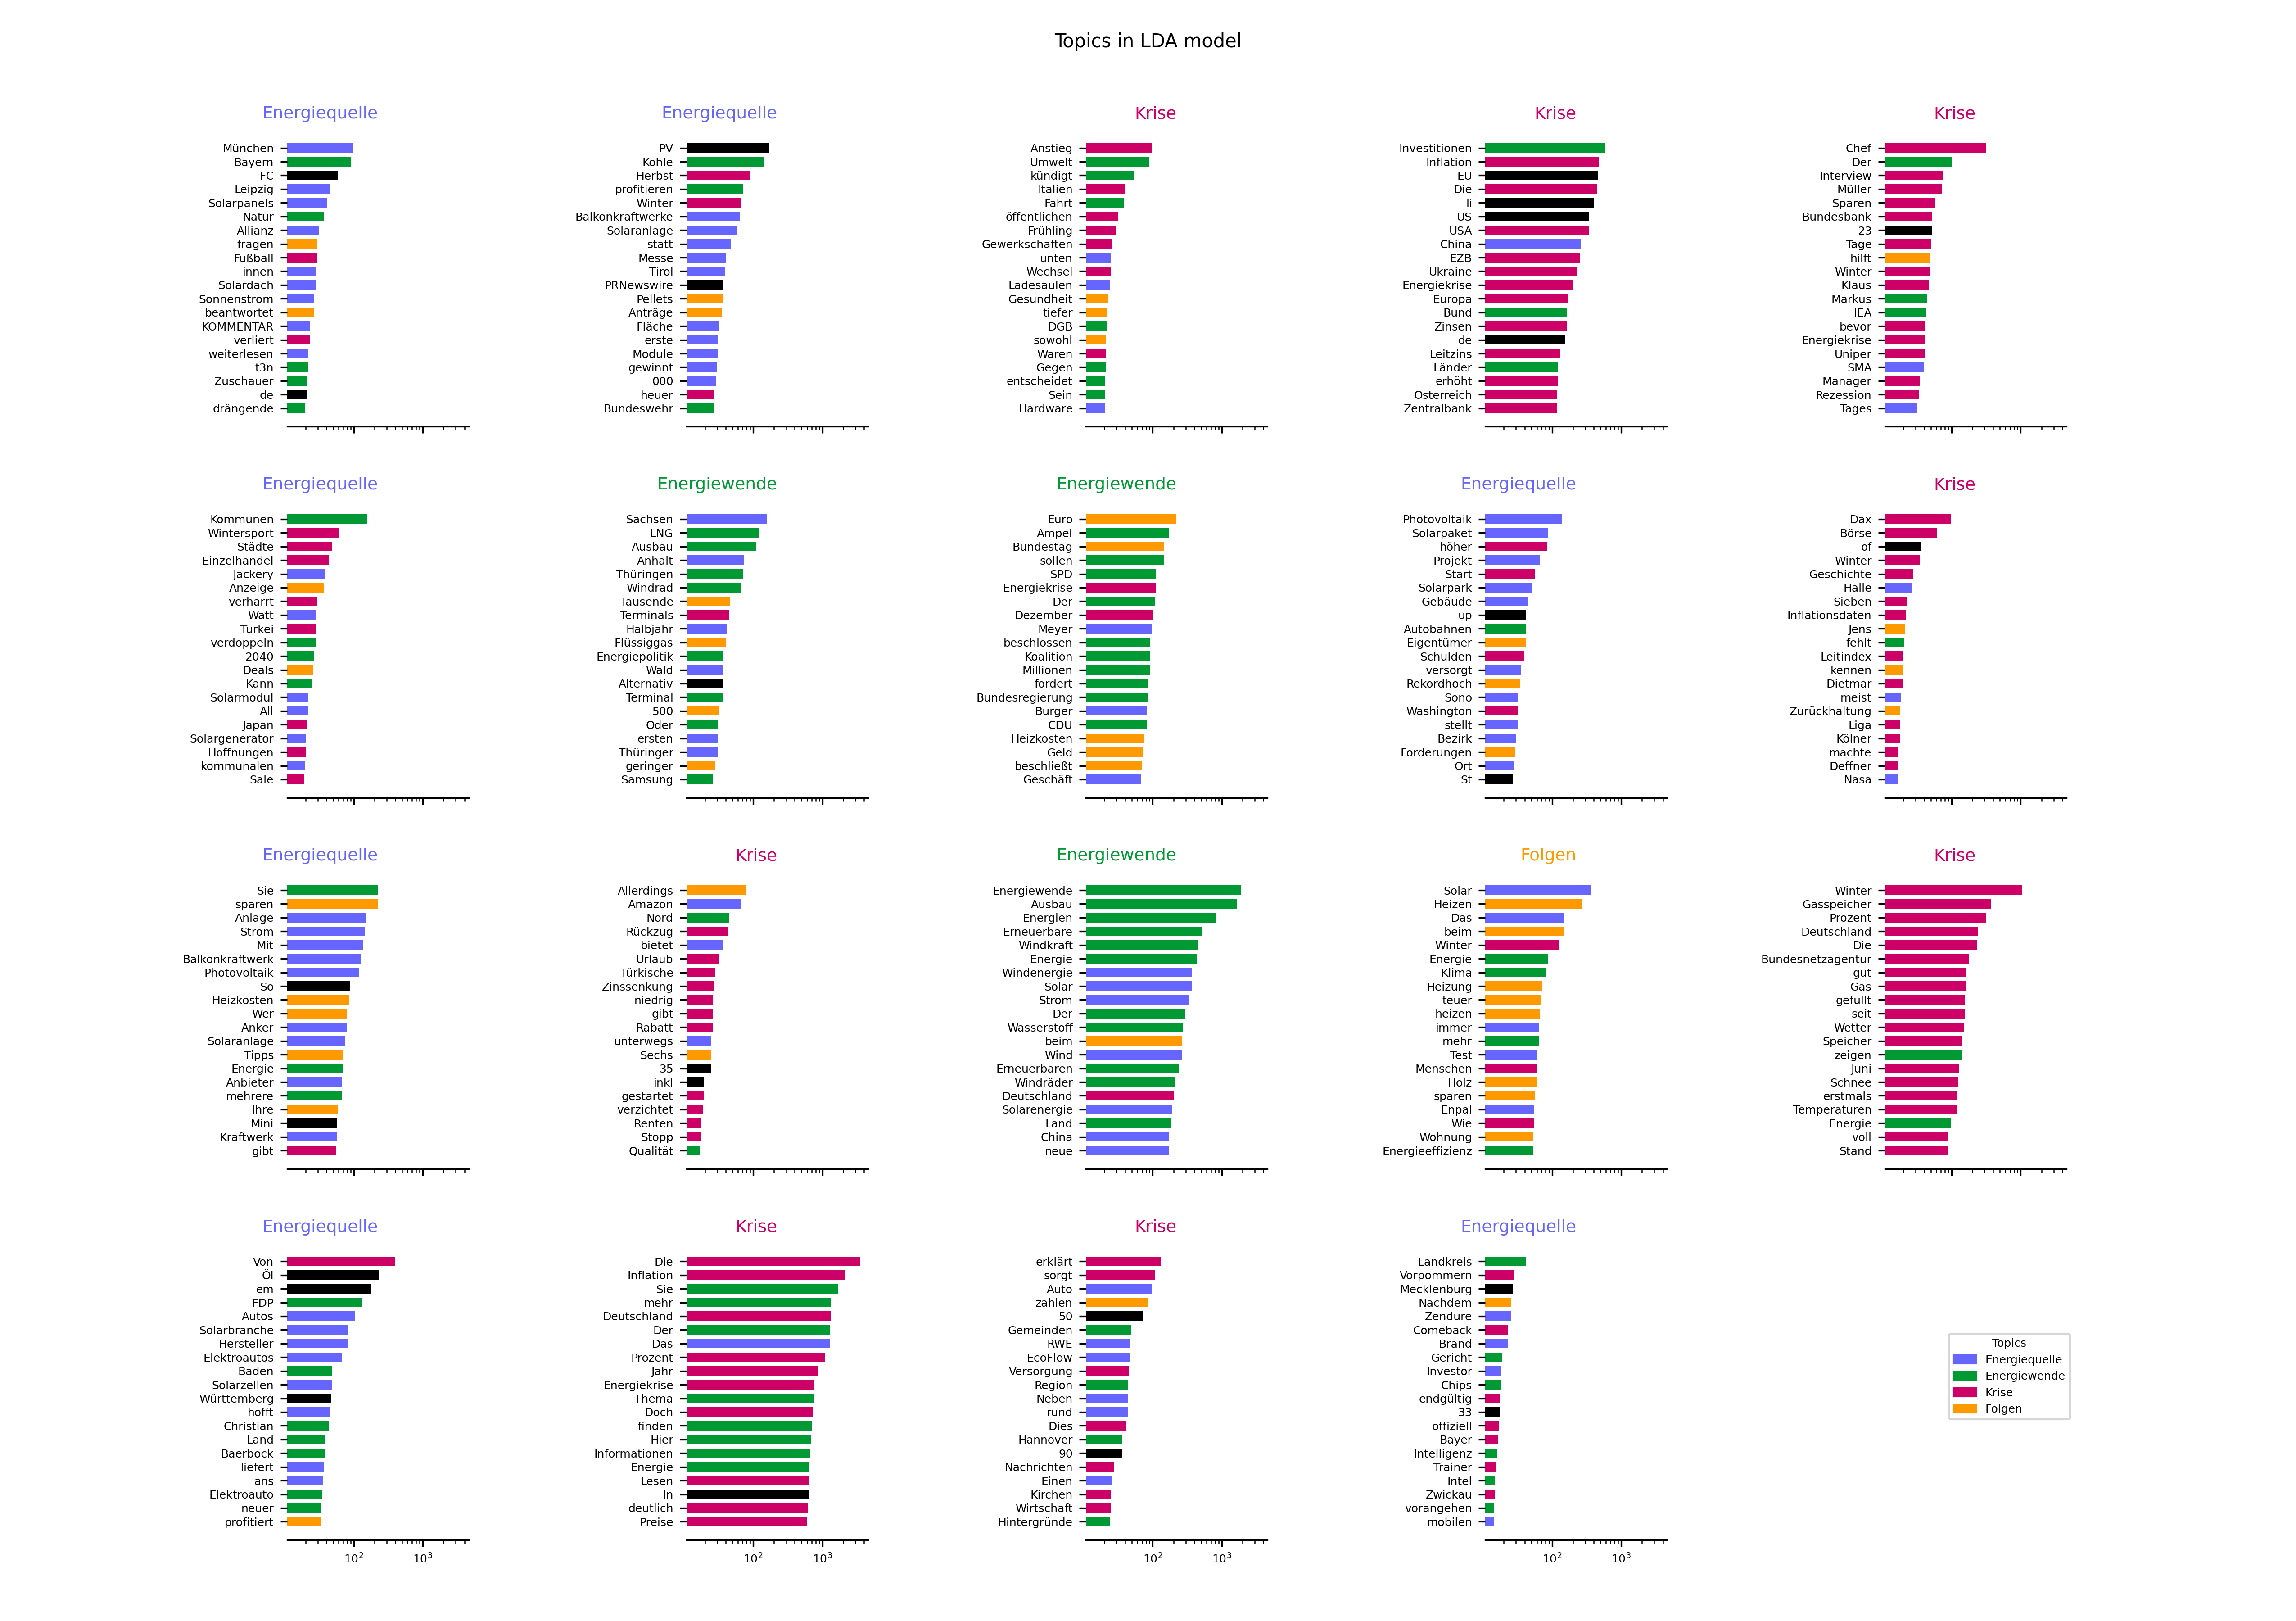 Topics in LDA model
Energiequelle
München
Bayern
FC
Leipzig
Solarpanels
Natur
Allianz
fragen
Fußball
innen
Solardach
Sonnenstrom
beantwortet
KOMMENTAR
verliert
weiterlesen
t3n
Zuschauer
de
drängende
Energiequelle
PV
Kohle
Herbst
profitieren
Winter
Balkonkraftwerke
Solaranlage
statt
Messe
Tirol
PRNewswire
Pellets
Anträge
Fläche
erste
Module
gewinnt
000
heuer
Bundeswehr
Krise
Anstieg
Umwelt
kündigt
Italien
Fahrt
öffentlichen
Frühling
Gewerkschaften
unten
Wechsel
Ladesäulen
Gesundheit
tiefer
DGB
sowohl
Waren
Gegen
entscheidet
Sein
Hardware
Krise
Investitionen
Inflation
EU
Die
li
US
USA
China
EZB
Ukraine
Energiekrise
Europa
Bund
Zinsen
de
Leitzins
Länder
erhöht
Österreich
Zentralbank
Krise
Chef
Der
Interview
Müller
Sparen
Bundesbank
23
Tage
hilft
Winter
Klaus
Markus
IEA
bevor
Energiekrise
Uniper
SMA
Manager
Rezession
Tages
Energiequelle
Kommunen
Wintersport
Städte
Einzelhandel
Jackery
Anzeige
verharrt
Watt
Türkei
verdoppeln
2040
Deals
Kann
Solarmodul
All
Japan
Solargenerator
Hoffnungen
kommunalen
Sale
Energiewende
Sachsen
LNG
Ausbau
Anhalt
Thüringen
Windrad
Tausende
Terminals
Halbjahr
Flüssiggas
Energiepolitik
Wald
Alternativ
Terminal
500
Oder
ersten
Thüringer
geringer
Samsung
Energiewende
Euro
Ampel
Bundestag
sollen
SPD
Energiekrise
Der
Dezember
Meyer
beschlossen
Koalition
Millionen
fordert
Bundesregierung
Burger
CDU
Heizkosten
Geld
beschließt
Geschäft
Energiequelle
Photovoltaik
Solarpaket
höher
Projekt
Start
Solarpark
Gebäude
up
Autobahnen
Eigentümer
Schulden
versorgt
Rekordhoch
Sono
Washington
stellt
Bezirk
Forderungen
Ort
St
Krise
Dax
Börse
of
Winter
Geschichte
Halle
Sieben
Inflationsdaten
Jens
fehlt
Leitindex
kennen
Dietmar
meist
Zurückhaltung
Liga
Kölner
machte
Deffner
Nasa
Energiequelle
Sie
sparen
Anlage
Strom
Mit
Balkonkraftwerk
Photovoltaik
So
Heizkosten
Wer
Anker
Solaranlage
Tipps
Energie
Anbieter
mehrere
Ihre
Mini
Kraftwerk
gibt
Krise
Allerdings
Amazon
Nord
Rückzug
bietet
Urlaub
Türkische
Zinssenkung
niedrig
gibt
Rabatt
unterwegs
Sechs
35
inkl
gestartet
verzichtet
Renten
Stopp
Qualität
Energiewende
Energiewende
Ausbau
Energien
Erneuerbare
Windkraft
Energie
Windenergie
Solar
Strom
Der
Wasserstoff
beim
Wind
Erneuerbaren
Windräder
Deutschland
Solarenergie
Land
China
neue
Folgen
Solar
Heizen
Das
beim
Winter
Energie
Klima
Heizung
teuer
heizen
immer
mehr
Test
Menschen
Holz
sparen
Enpal
Wie
Wohnung
Energieeffizienz
Krise
Winter
Gasspeicher
Prozent
Deutschland
Die
Bundesnetzagentur
gut
Gas
gefüllt
seit
Wetter
Speicher
zeigen
Juni
Schnee
erstmals
Temperaturen
Energie
voll
Stand
Energiequelle
Von
Öl
em
FDP
Autos
Solarbranche
Hersteller
Elektroautos
Baden
Solarzellen
Württemberg
hofft
Christian
Land
Baerbock
liefert
ans
Elektroauto
neuer
profitiert
10² 10³
Krise
Die
Inflation
Sie
mehr
Deutschland
Der
Das
Prozent
Jahr
Energiekrise
Thema
Doch
finden
Hier
Informationen
Energie
Lesen
In
deutlich
Preise
10² 10³
Krise
erklärt
sorgt
Auto
zahlen
50
Gemeinden
RWE
EcoFlow
Versorgung
Region
Neben
rund
Dies
Hannover
90
Nachrichten
Einen
Kirchen
Wirtschaft
Hintergründe
10² 10³
Energiequelle
Landkreis
Vorpommern
Mecklenburg
Nachdem
Zendure
Comeback
Brand
Gericht
Investor
Chips
endgültig
33
offiziell
Bayer
Intelligenz
Trainer
Intel
Zwickau
vorangehen
mobilen
10² 10³
Topics
Energiequelle
Energiewende
Krise
Folgen